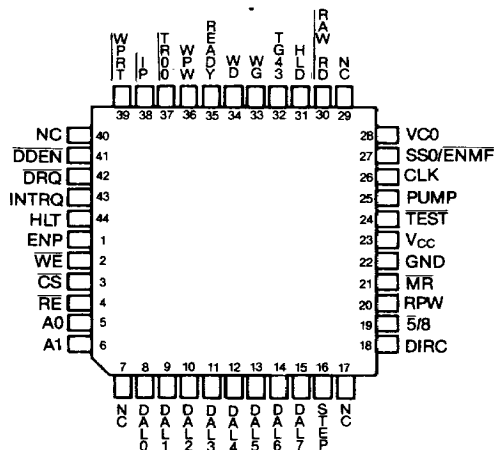 WPRT IP TR00 WPW READY WD WG TG43 HLD RAW RD NC
39 38 37 36 35 34 33 32 31 30 29
NC 40 28 VC0
DDEN 41 27 SS0/ENMF
DRQ 42 26 CLK
INTRQ 43 25 PUMP
HLT 44 24 TEST
ENP 1 23 VCC
WE 2 22 GND
CS 3 21 MR
RE 4 20 RPW
A0 5 19 5/8
A1 6 18 DIRC
7 8 9 10 11 12 13 14 15 16 17
NC DAL0 DAL1 DAL2 DAL3 DAL4 DAL5 DAL6 DAL7 STEP NC